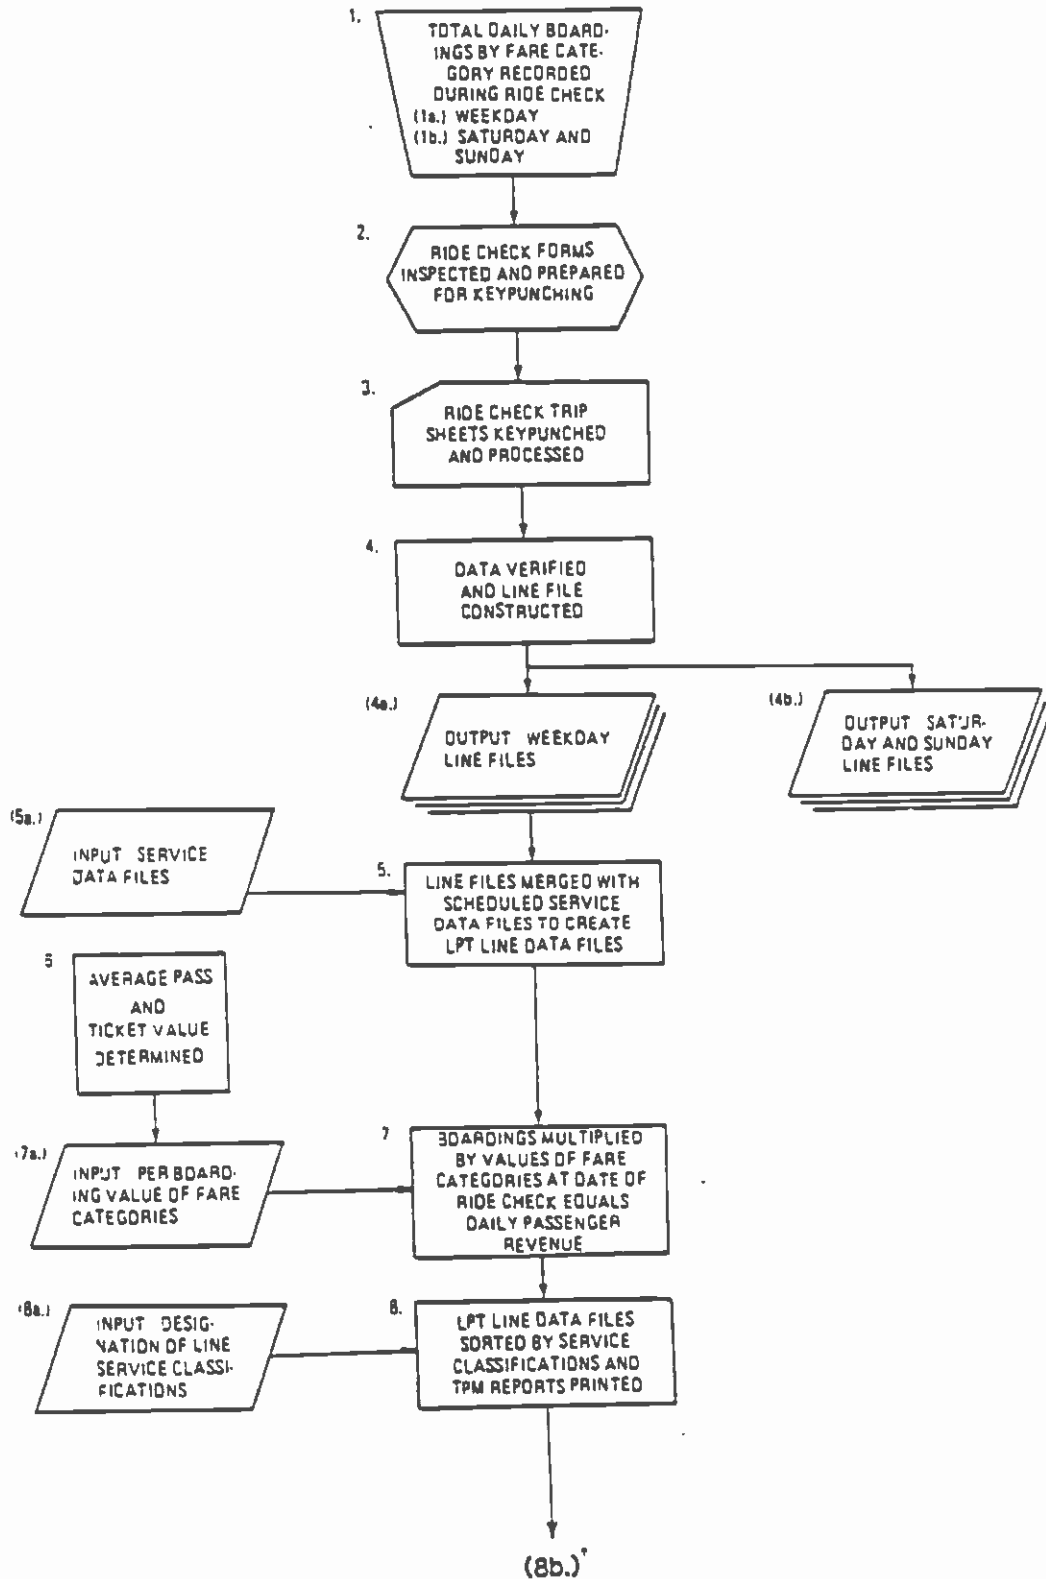 1.
TOTAL DAILY BOARD-
INGS BY FARE CATE-
GORY RECORDED
DURING RIDE CHECK
(1a.) WEEKDAY
(1b.) SATURDAY AND
SUNDAY
2.
RIDE CHECK FORMS
INSPECTED AND PREPARED
FOR KEYPUNCHING
3.
RIDE CHECK TRIP
SHEETS KEYPUNCHED
AND PROCESSED
4.
DATA VERIFIED
AND LINE FILE
CONSTRUCTED
(4a.)
OUTPUT WEEKDAY
LINE FILES
(4b.)
OUTPUT SATUR-
DAY AND SUNDAY
LINE FILES
(5a.)
INPUT SERVICE
DATA FILES
5.
LINE FILES MERGED WITH
SCHEDULED SERVICE
DATA FILES TO CREATE
LPT LINE DATA FILES
6
AVERAGE PASS
AND
TICKET VALUE
DETERMINED
(7a.)
INPUT PER BOARD-
ING VALUE OF FARE
CATEGORIES
7
BOARDINGS MULTIPLIED
BY VALUES OF FARE
CATEGORIES AT DATE OF
RIDE CHECK EQUALS
DAILY PASSENGER
REVENUE
(8a.)
INPUT DESIG-
NATION OF LINE
SERVICE CLASSI-
FICATIONS
8.
LPT LINE DATA FILES
SORTED BY SERVICE
CLASSIFICATIONS AND
TPM REPORTS PRINTED
(8b.)